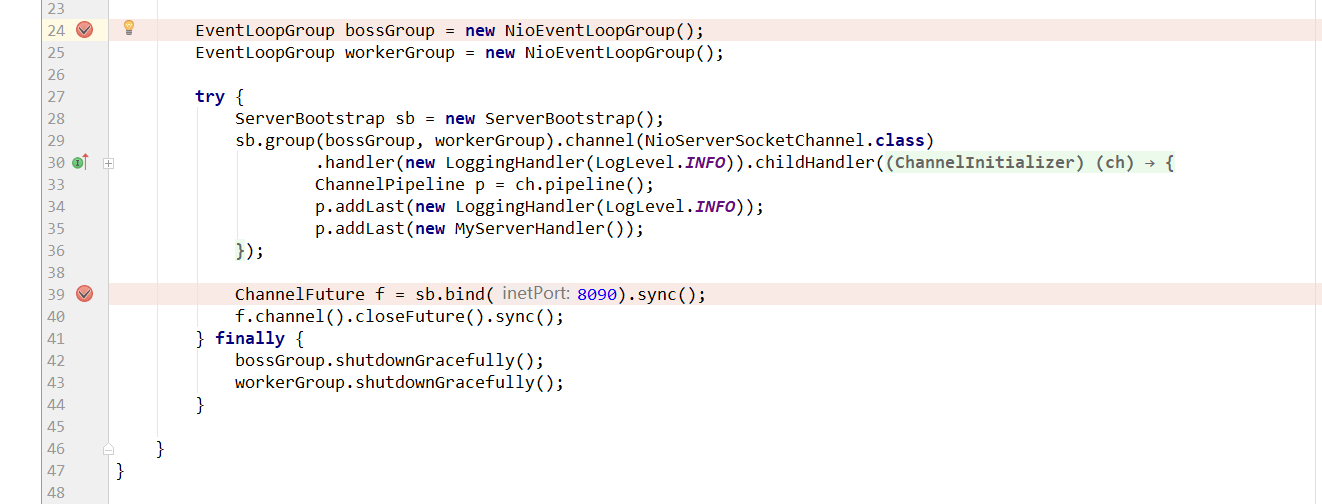 23
24 EventLoopGroup bossGroup = new NioEventLoopGroup();
25 EventLoopGroup workerGroup = new NioEventLoopGroup();
26
27 try {
28 ServerBootstrap sb = new ServerBootstrap();
29 sb.group(bossGroup, workerGroup).channel(NioServerSocketChannel.class)
30 .handler(new LoggingHandler(LogLevel.INFO)).childHandler((ChannelInitializer) (ch) → {
33 ChannelPipeline p = ch.pipeline();
34 p.addLast(new LoggingHandler(LogLevel.INFO));
35 p.addLast(new MyServerHandler());
36 });
38
39 ChannelFuture f = sb.bind( inetPort: 8090).sync();
40 f.channel().closeFuture().sync();
41 } finally {
42 bossGroup.shutdownGracefully();
43 workerGroup.shutdownGracefully();
44 }
45
46 }
47 }
48